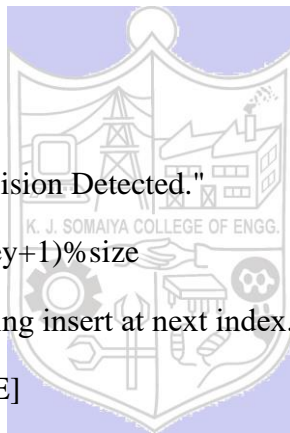 ision Detected."
K. J. SOMAIYA COLLEGE OF ENGG.
ey+1)%size
ng insert at next index.
E]